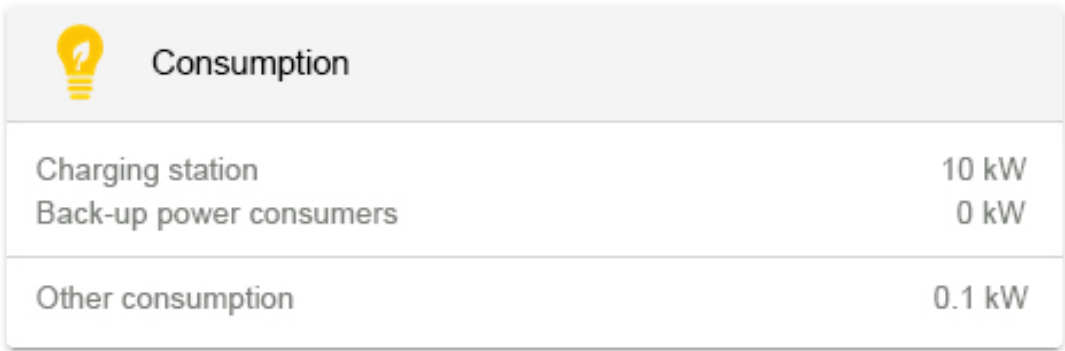 Consumption
Charging station 10 kW
Back-up power consumers 0 kW
Other consumption 0.1 kW